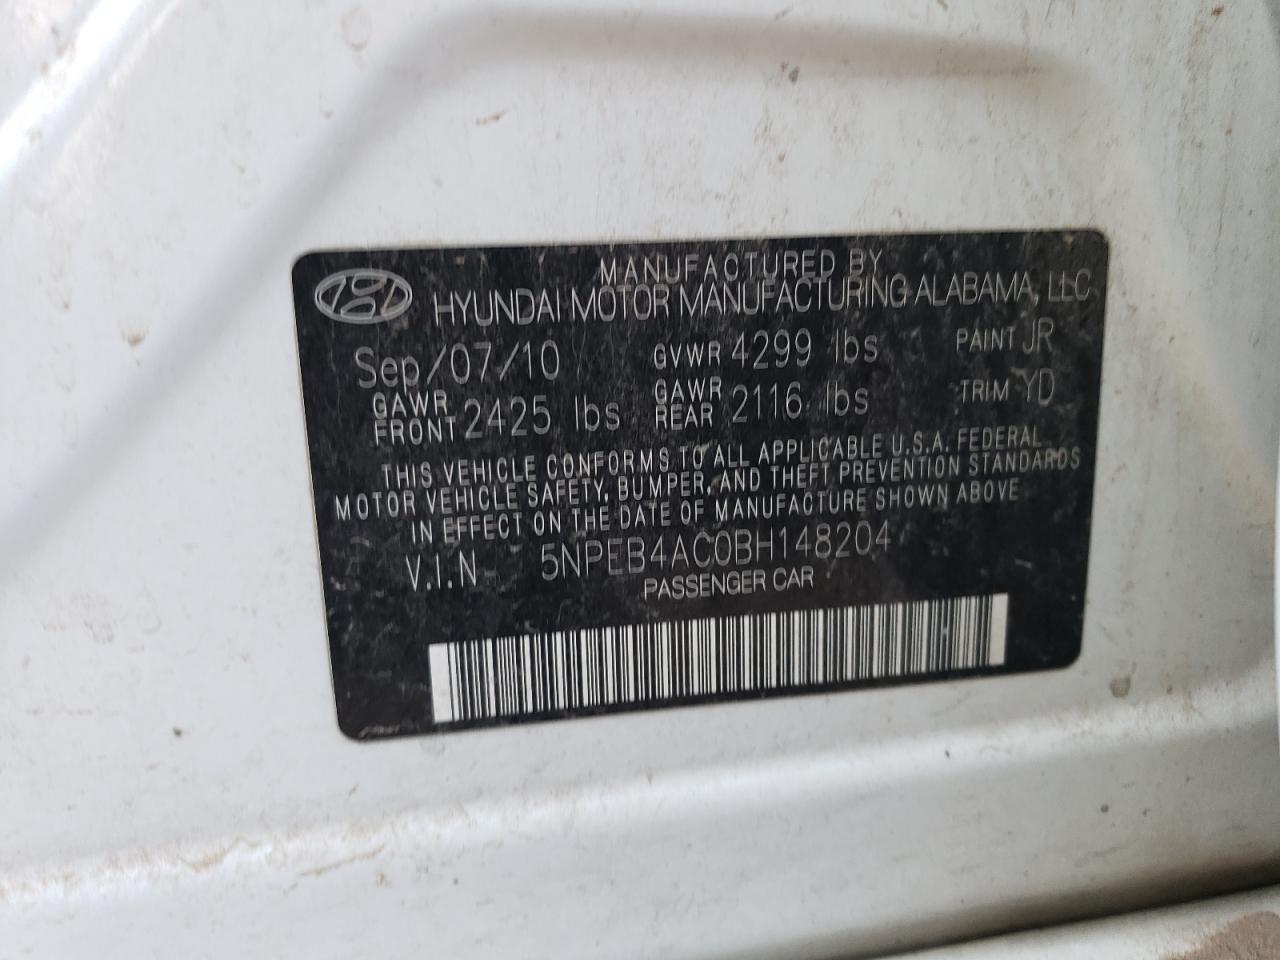 MANUFACTURED BY
HYUNDAI MOTOR MANUFACTURING ALABAMA, LLC
Sep/07/10 GVWR 4299 lbs PAINT JR
GAWR FRONT 2425 lbs GAWR REAR 2116 lbs TRIM YD
THIS VEHICLE CONFORMS TO ALL APPLICABLE U.S.A. FEDERAL
MOTOR VEHICLE SAFETY, BUMPER, AND THEFT PREVENTION STANDARDS
IN EFFECT ON THE DATE OF MANUFACTURE SHOWN ABOVE
V.I.N 5NPEB4AC0BH148204
PASSENGER CAR